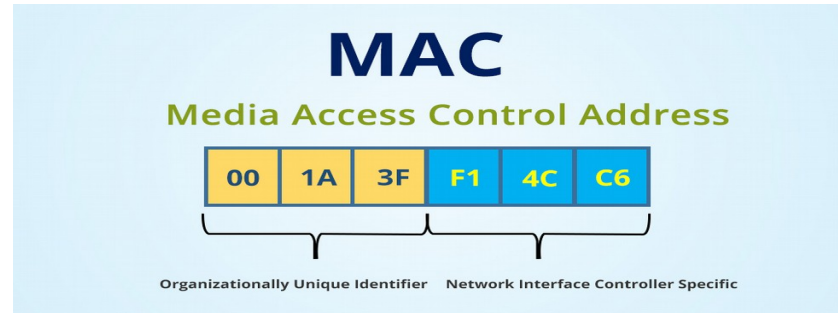 MAC
Media Access Control Address
00 1A 3F F1 4C C6
Organizationally Unique Identifier Network Interface Controller Specific